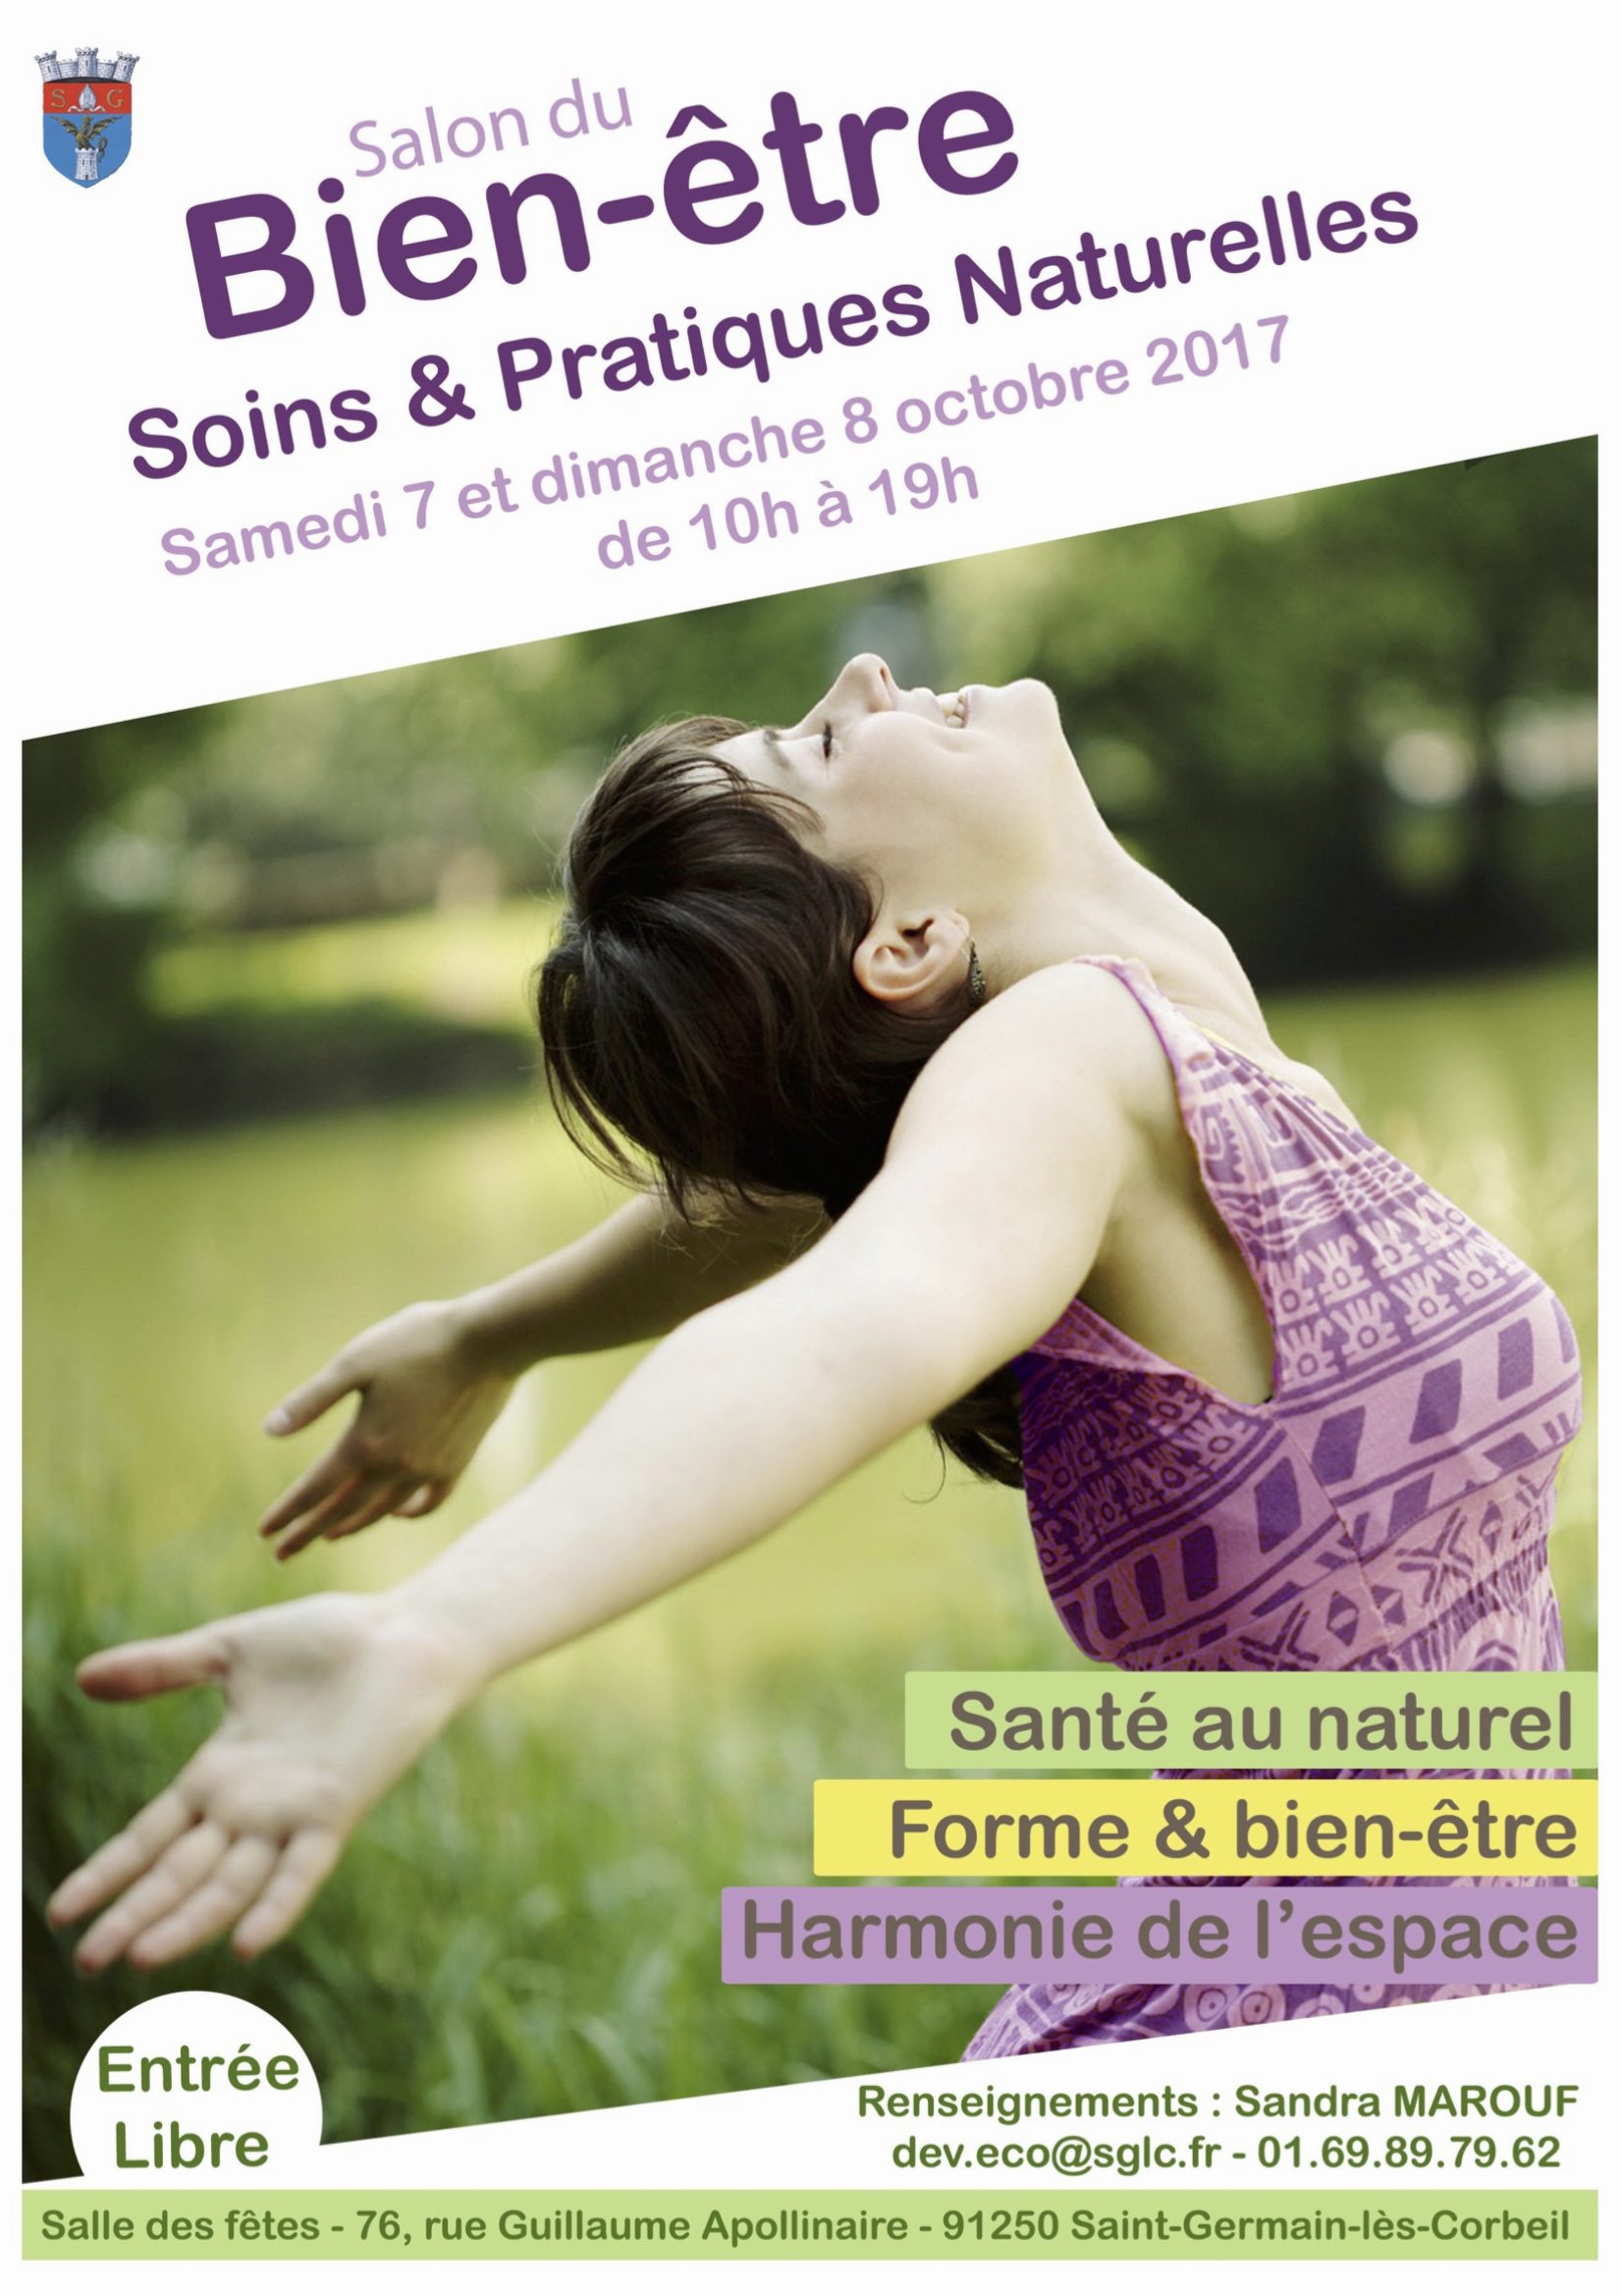 S G
Salon du
Bien-être
Soins & Pratiques Naturelles
Samedi 7 et dimanche 8 octobre 2017
de 10h à 19h
Santé au naturel
Forme & bien-être
Harmonie de l’espace
Entrée
Libre
Renseignements : Sandra MAROUF
dev.eco@sglc.fr - 01.69.89.79.62
Salle des fêtes - 76, rue Guillaume Apollinaire - 91250 Saint-Germain-lès-Corbeil